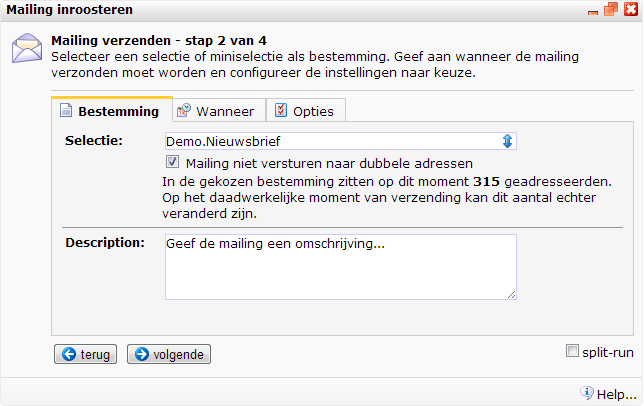 Mailing inroosteren
Mailing verzenden - stap 2 van 4
Selecteer een selectie of miniselectie als bestemming. Geef aan wanneer de mailing
verzonden moet worden en configureer de instellingen naar keuze.
Bestemming Wanneer Opties
Selectie: Demo.Nieuwsbrief
Mailing niet versturen naar dubbele adressen
In de gekozen bestemming zitten op dit moment 315 geadresseerden.
Op het daadwerkelijke moment van verzending kan dit aantal echter
veranderd zijn.
Description: Geef de mailing een omschrijving...
terug volgende split-run
Help...